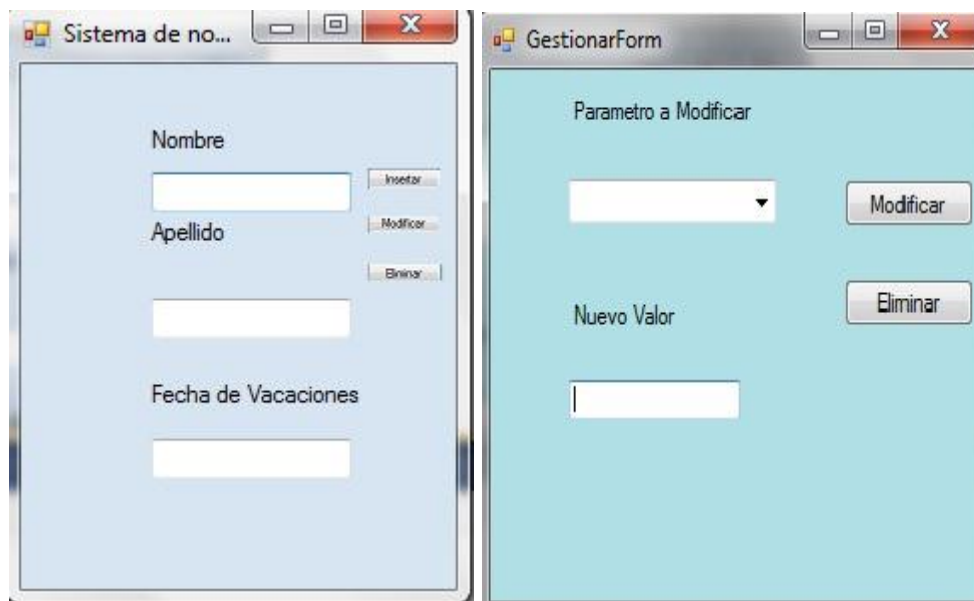 Sistema de no...
Nombre
Insertar
Modificar
Apellido
Eliminar
Fecha de Vacaciones
GestionarForm
Parametro a Modificar
Modificar
Eliminar
Nuevo Valor